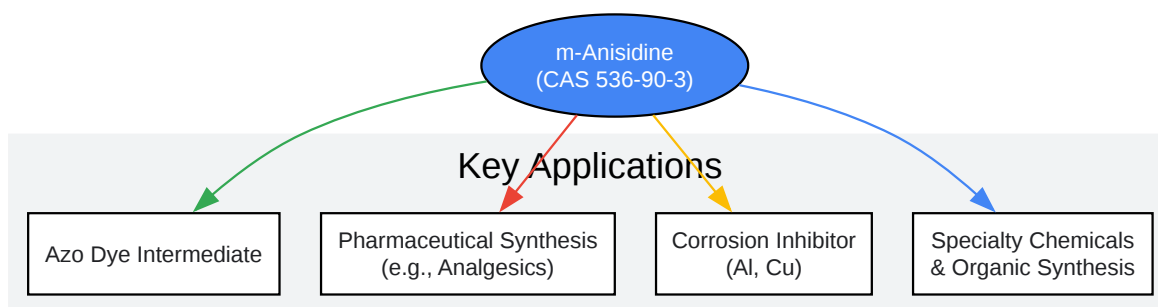 m-Anisidine
(CAS 536-90-3)
Key Applications
Azo Dye Intermediate
Pharmaceutical Synthesis
(e.g., Analgesics)
Corrosion Inhibitor
(Al, Cu)
Specialty Chemicals
& Organic Synthesis